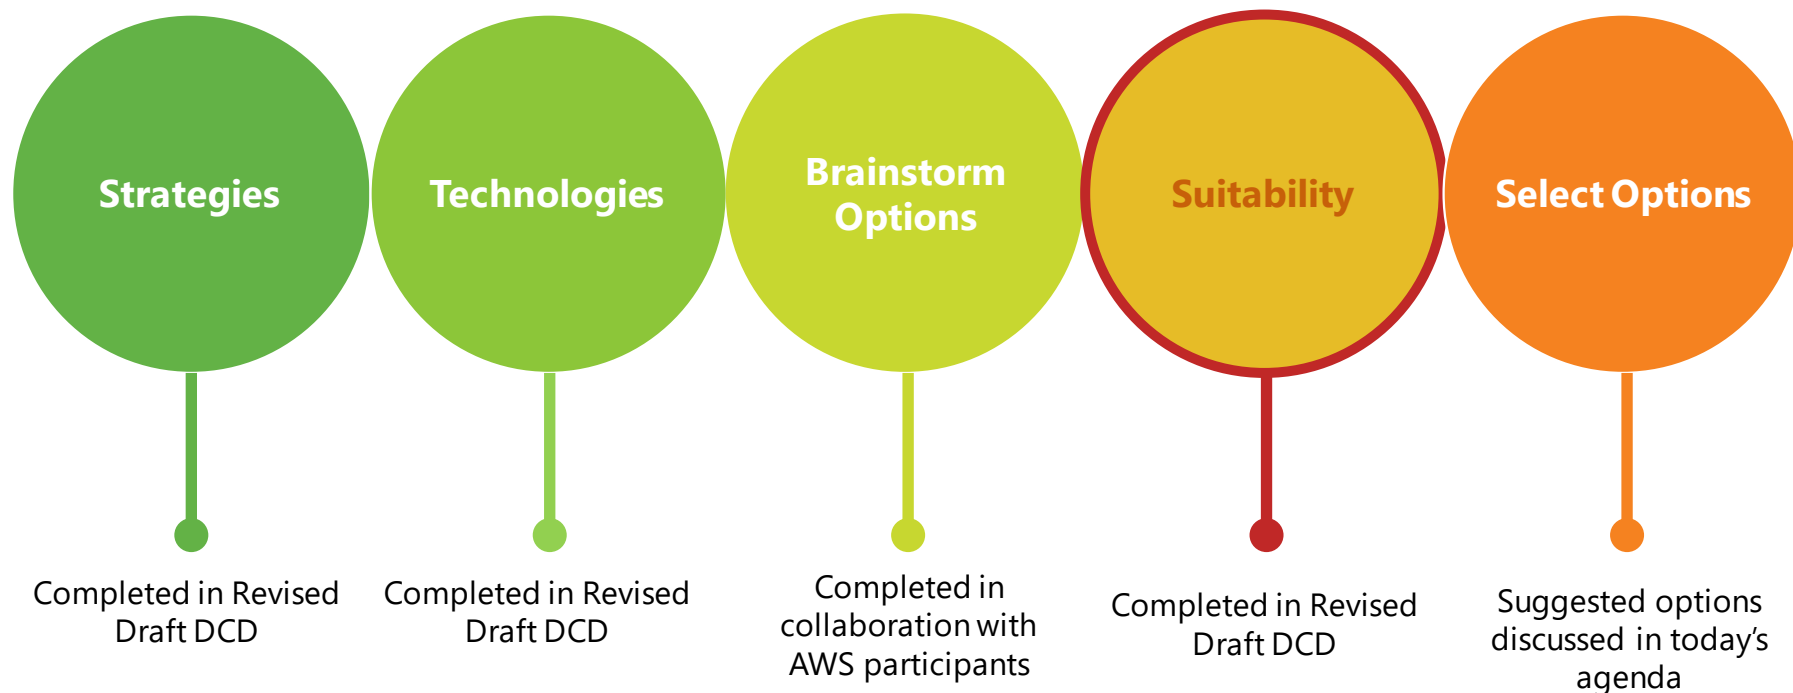 Strategies
Technologies
Brainstorm
Options
Suitability
Select Options
Completed in Revised
Draft DCD
Completed in Revised
Draft DCD
Completed in
collaboration with
AWS participants
Completed in Revised
Draft DCD
Suggested options
discussed in today's
agenda